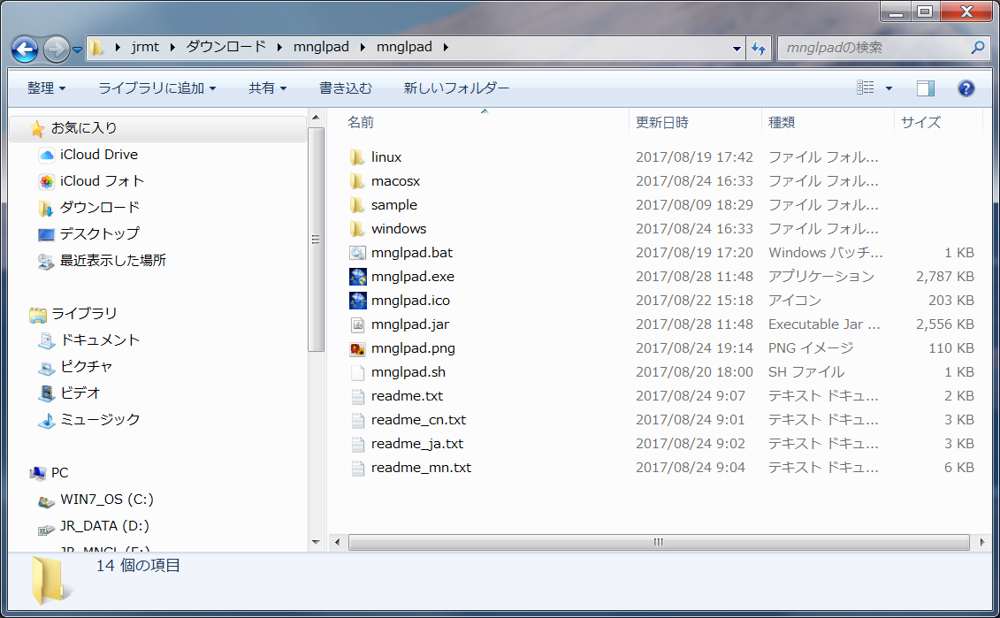 jrmt ダウンロード mnglpad mnglpad
mnglpadの検索
整理 ライブラリに追加 共有 書き込む 新しいフォルダー
お気に入り
iCloud Drive
iCloud フォト
ダウンロード
デスクトップ
最近表示した場所
ライブラリ
ドキュメント
ピクチャ
ビデオ
ミュージック
PC
WIN7_OS (C:)
JR_DATA (D:)
JR_MNGL (E:)
名前 更新日時 種類 サイズ
linux 2017/08/19 17:42 ファイル フォル...
macosx 2017/08/24 16:33 ファイル フォル...
sample 2017/08/09 18:29 ファイル フォル...
windows 2017/08/24 16:33 ファイル フォル...
mnglpad.bat 2017/08/19 17:20 Windows バッチ... 1 KB
mnglpad.exe 2017/08/28 11:48 アプリケーション 2,787 KB
mnglpad.ico 2017/08/22 15:18 アイコン 203 KB
mnglpad.jar 2017/08/28 11:48 Executable Jar ... 2,556 KB
mnglpad.png 2017/08/24 19:14 PNG イメージ 110 KB
mnglpad.sh 2017/08/20 18:00 SH ファイル 1 KB
readme.txt 2017/08/24 9:07 テキスト ドキュ... 2 KB
readme_cn.txt 2017/08/24 9:01 テキスト ドキュ... 3 KB
readme_ja.txt 2017/08/24 9:02 テキスト ドキュ... 3 KB
readme_mn.txt 2017/08/24 9:04 テキスト ドキュ... 6 KB
14 個の項目